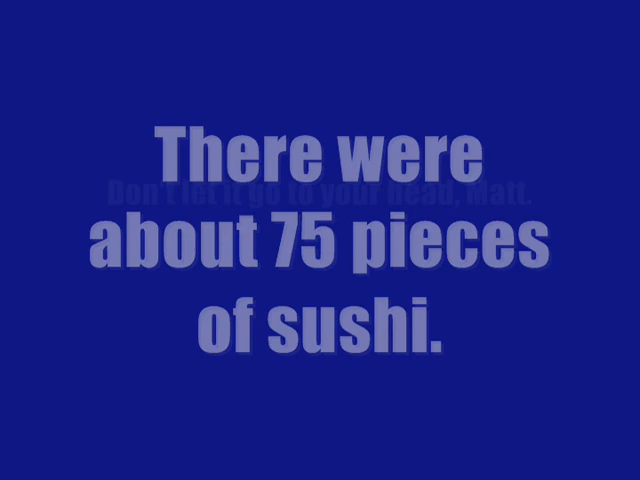 There were
Don't let it go to your head, Matt.
about 75 pieces
of sushi.